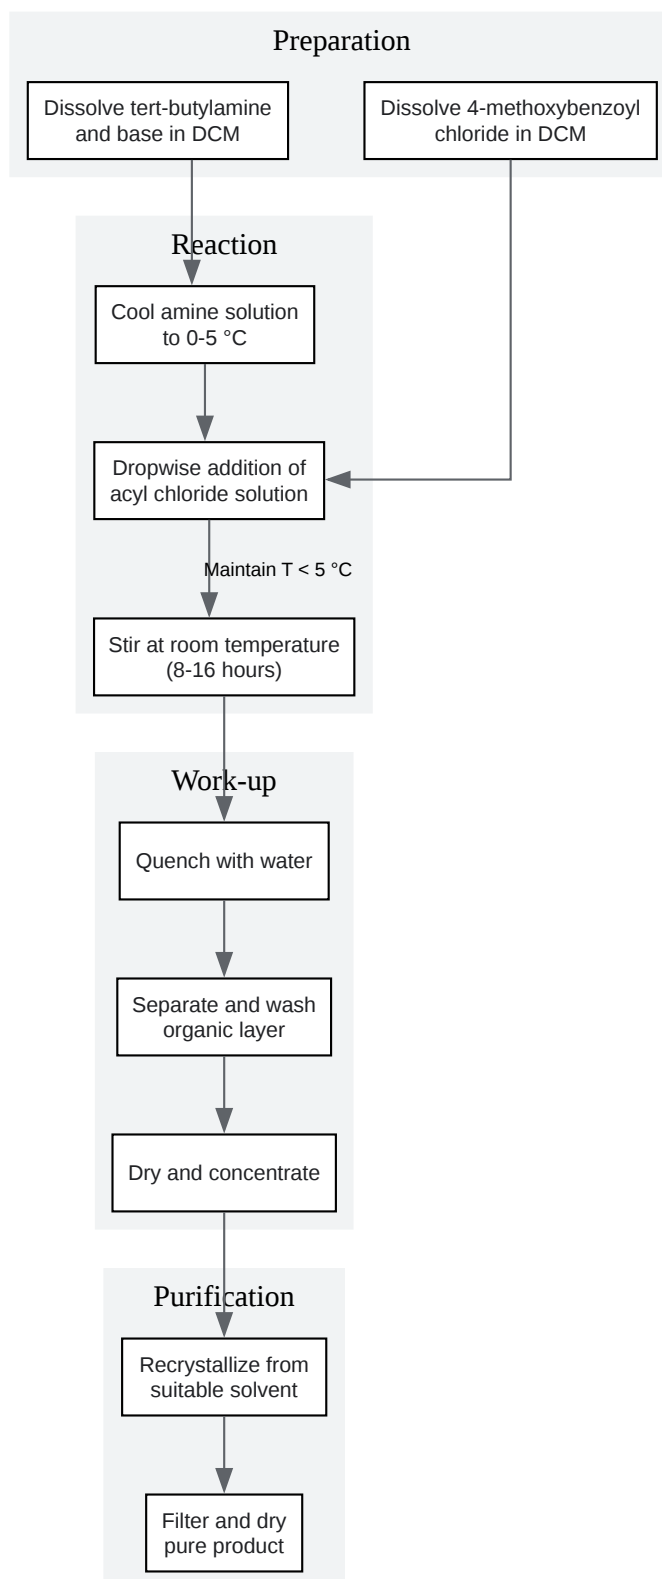 Preparation
Dissolve tert-butylamine
and base in DCM
Dissolve 4-methoxybenzoyl
chloride in DCM
Reaction
Cool amine solution
to 0-5 °C
Dropwise addition of
acyl chloride solution
Maintain T < 5 °C
Stir at room temperature
(8-16 hours)
Work-up
Quench with water
Separate and wash
organic layer
Dry and concentrate
Purification
Recrystallize from
suitable solvent
Filter and dry
pure product